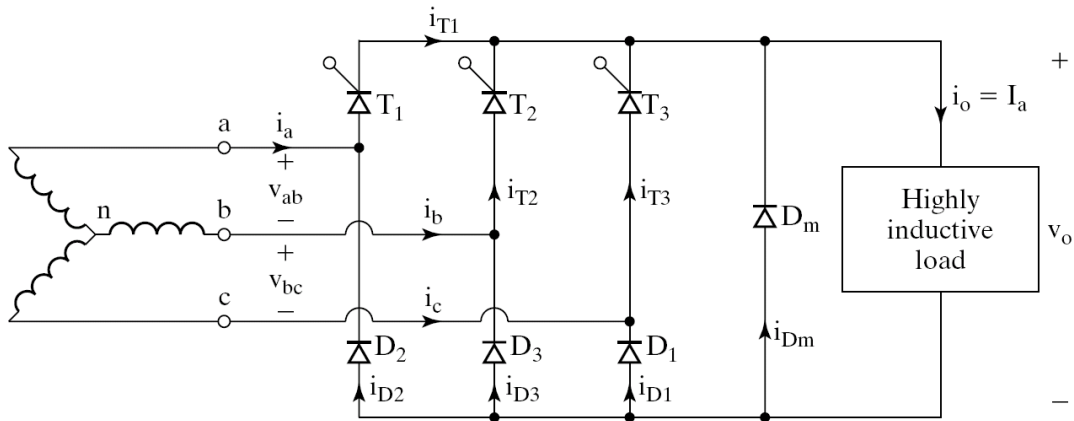 i_T1
+
T_1
T_2
T_3
i_o = I_a
a
i_a
+
v_ab
−
n
b
i_b
i_T2
i_T3
D_m
Highly
inductive
load
v_o
+
v_bc
−
c
i_c
D_2
D_3
D_1
i_Dm
i_D2
i_D3
i_D1
−